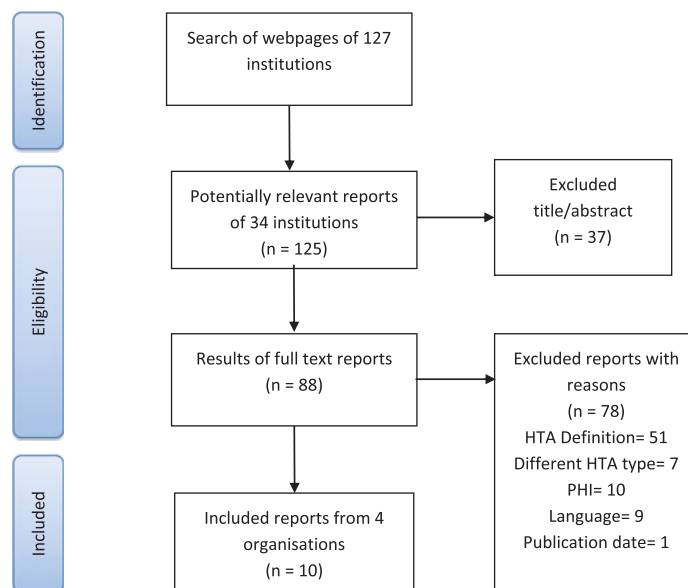 Identification
Search of webpages of 127
institutions
Eligibility
Potentially relevant reports
of 34 institutions
(n = 125)
Excluded
title/abstract
(n = 37)
Results of full text reports
(n = 88)
Excluded reports with
reasons
(n = 78)
HTA Definition= 51
Different HTA type= 7
PHI= 10
Language= 9
Publication date= 1
Included
Included reports from 4
organisations
(n = 10)